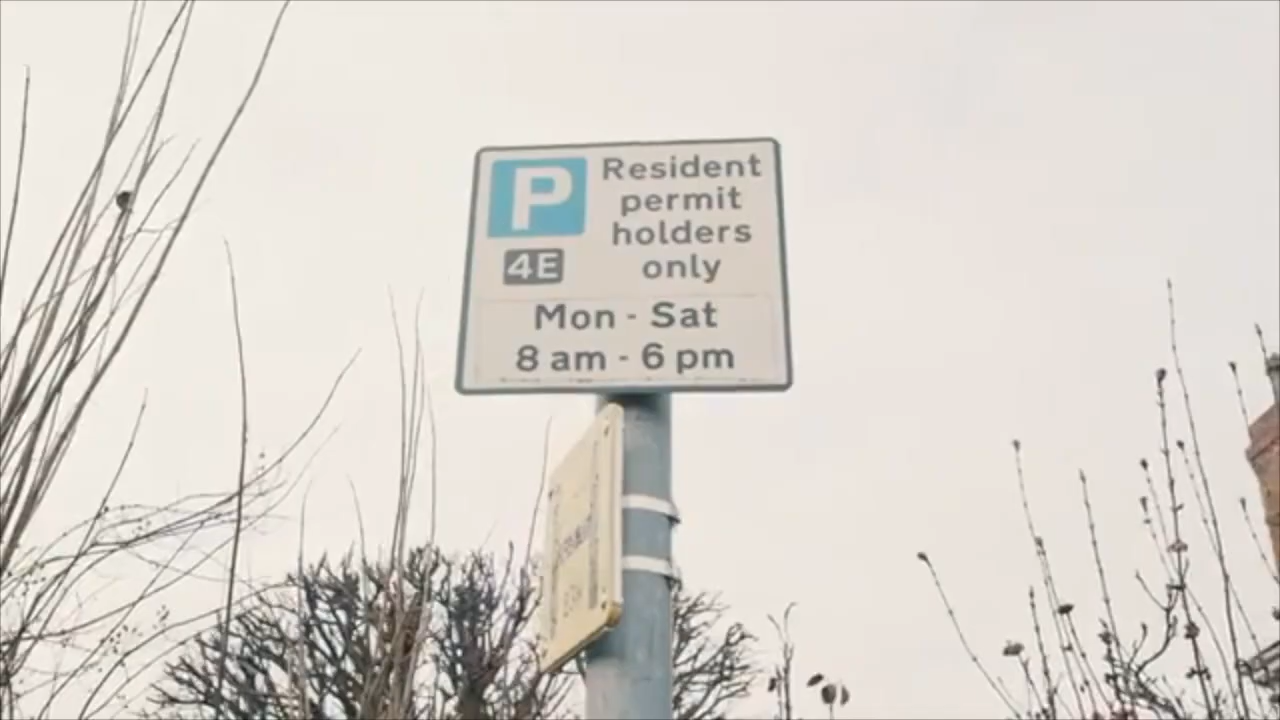 P
Resident
permit
holders
only
4E
Mon - Sat
8 am - 6 pm